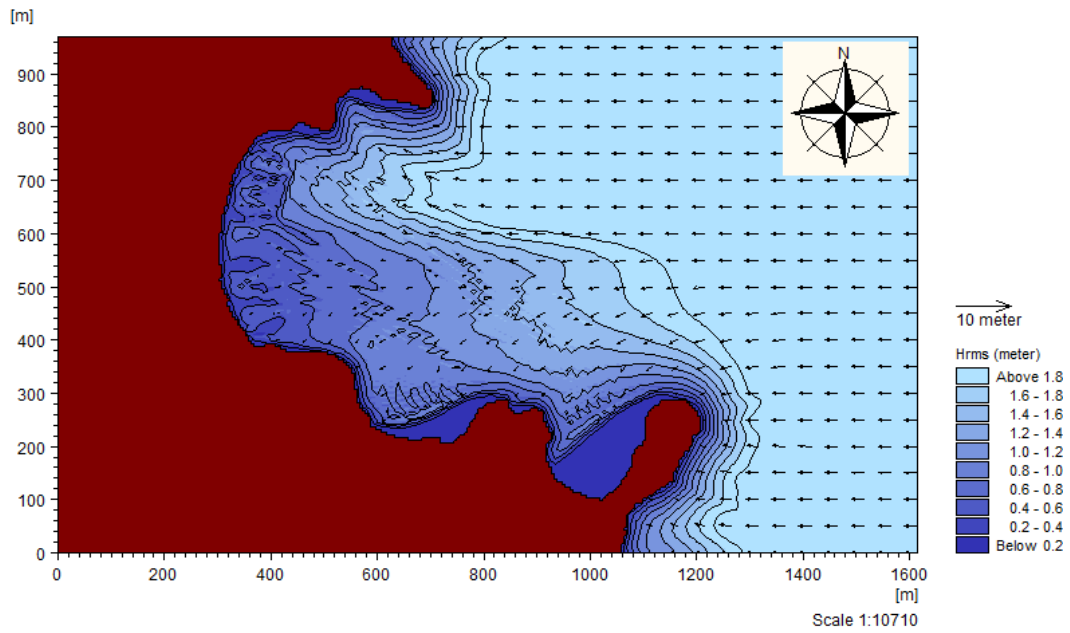 [m]
N
900
800
700
600
500
400
300
200
100
0
0 200 400 600 800 1000 1200 1400 1600
[m]
Scale 1:10710
10 meter
Hrms (meter)
Above 1.8
1.6 - 1.8
1.4 - 1.6
1.2 - 1.4
1.0 - 1.2
0.8 - 1.0
0.6 - 0.8
0.4 - 0.6
0.2 - 0.4
Below 0.2